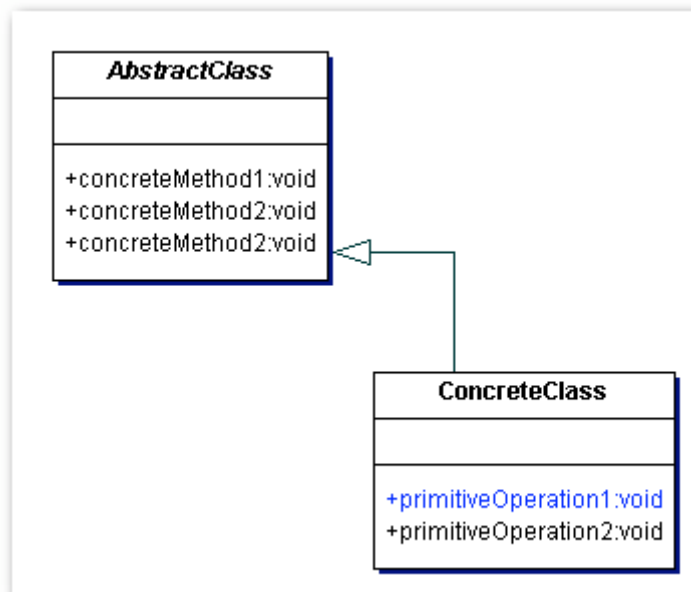 AbstractClass
+concreteMethod1:void
+concreteMethod2:void
+concreteMethod2:void
ConcreteClass
+primitiveOperation1:void
+primitiveOperation2:void